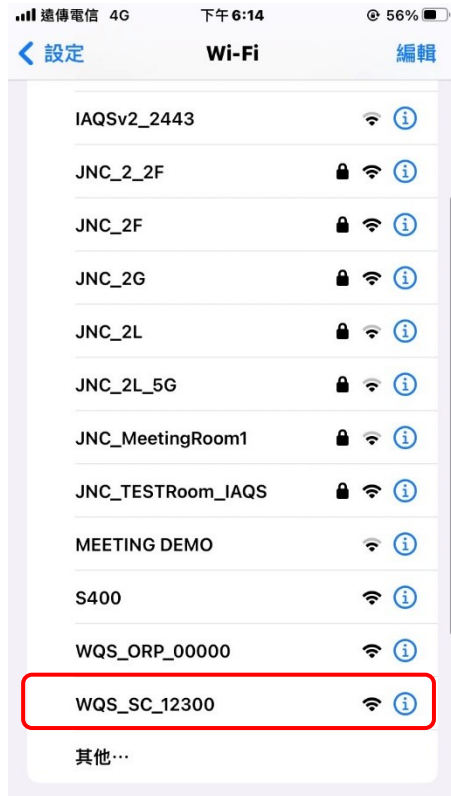 遠傳電信 4G 下午 6:14 56%
設定 Wi-Fi 編輯
IAQSv2_2443
JNC_2_2F
JNC_2F
JNC_2G
JNC_2L
JNC_2L_5G
JNC_MeetingRoom1
JNC_TESTRoom_IAQS
MEETING DEMO
S400
WQS_ORP_00000
WQS_SC_12300
其他…